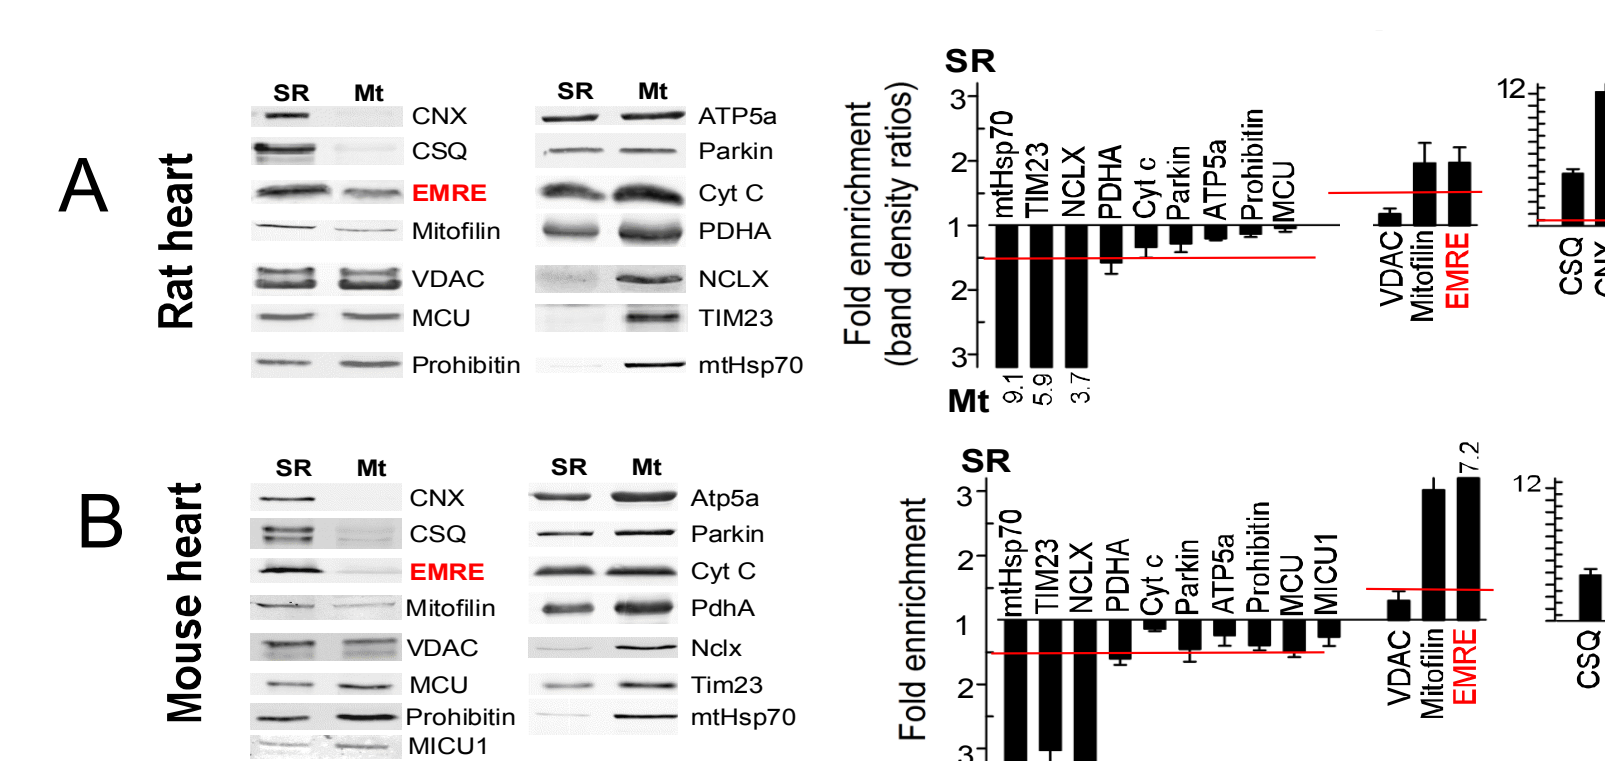 A
Rat heart
SR Mt
CNX
CSQ
EMRE
Mitofilin
VDAC
MCU
Prohibitin
SR Mt
ATP5a
Parkin
Cyt C
PDHA
NCLX
TIM23
mtHsp70
Fold ennrichment
(band density ratios)
SR
3
2
1
2
3
Mt
mtHsp70
TIM23
NCLX
PDHA
Cyt c
Parkin
ATP5a
Prohibitin
MCU
9.1
5.9
3.7
VDAC
Mitofilin
EMRE
12
CSQ
CNX
B
Mouse heart
SR Mt
CNX
CSQ
EMRE
Mitofilin
VDAC
MCU
Prohibitin
MICU1
SR Mt
Atp5a
Parkin
Cyt C
PdhA
Nclx
Tim23
mtHsp70
Fold ennrichment
SR
3
2
1
2
3
mtHsp70
TIM23
NCLX
PDHA
Cyt c
Parkin
ATP5a
Prohibitin
MCU
MICU1
7.2
VDAC
Mitofilin
EMRE
12
CSQ